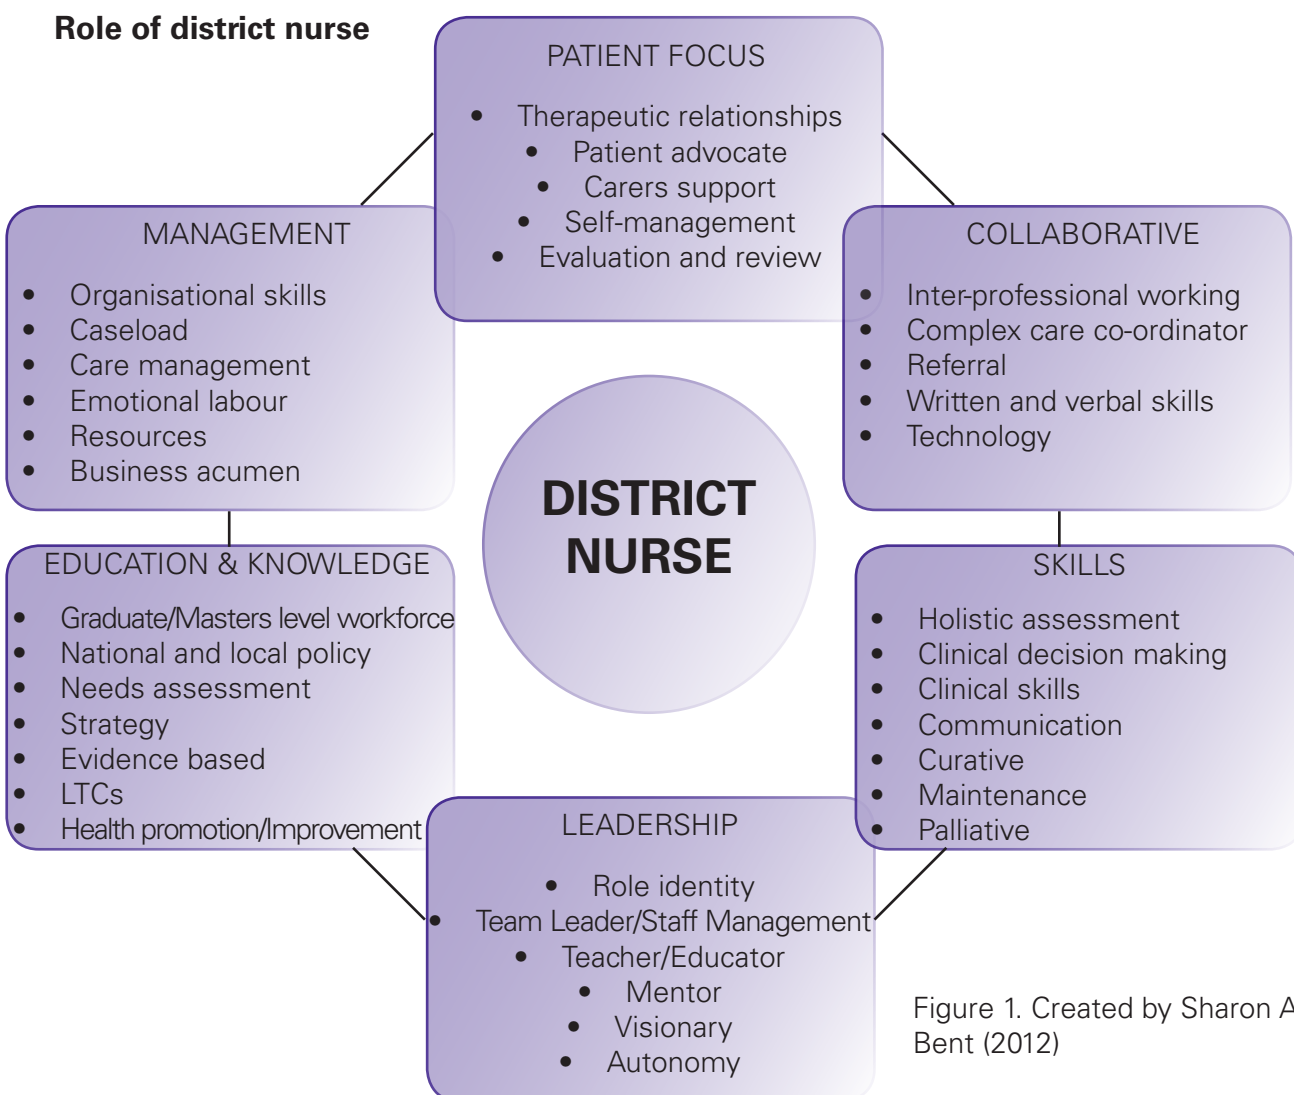 Role of district nurse
PATIENT FOCUS
• Therapeutic relationships
• Patient advocate
• Carers support
• Self-management
• Evaluation and review
MANAGEMENT
• Organisational skills
• Caseload
• Care management
• Emotional labour
• Resources
• Business acumen
COLLABORATIVE
• Inter-professional working
• Complex care co-ordinator
• Referral
• Written and verbal skills
• Technology
DISTRICT
NURSE
EDUCATION & KNOWLEDGE
• Graduate/Masters level workforce
• National and local policy
• Needs assessment
• Strategy
• Evidence based
• LTCs
• Health promotion/Improvement
SKILLS
• Holistic assessment
• Clinical decision making
• Clinical skills
• Communication
• Curative
• Maintenance
• Palliative
LEADERSHIP
• Role identity
• Team Leader/Staff Management
• Teacher/Educator
• Mentor
• Visionary
• Autonomy
Figure 1. Created by Sharon A
Bent (2012)